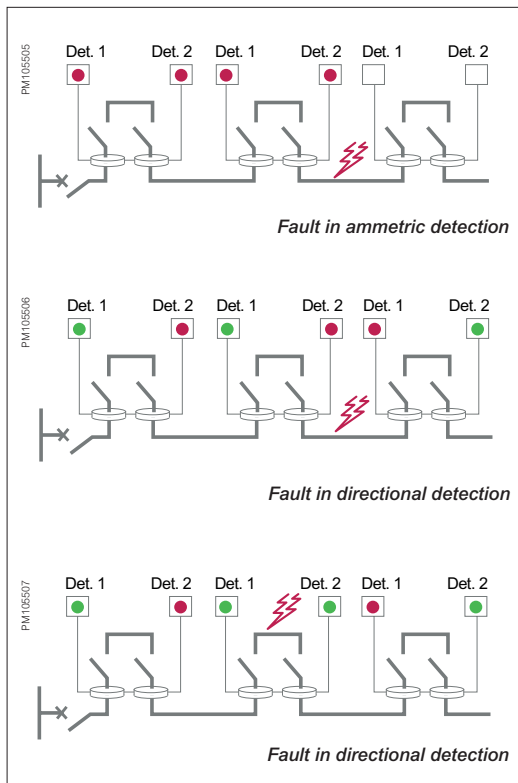 PM105505
Det. 1 Det. 2 Det. 1 Det. 2 Det. 1 Det. 2
Fault in ammetric detection
PM105506
Det. 1 Det. 2 Det. 1 Det. 2 Det. 1 Det. 2
Fault in directional detection
PM105507
Det. 1 Det. 2 Det. 1 Det. 2 Det. 1 Det. 2
Fault in directional detection